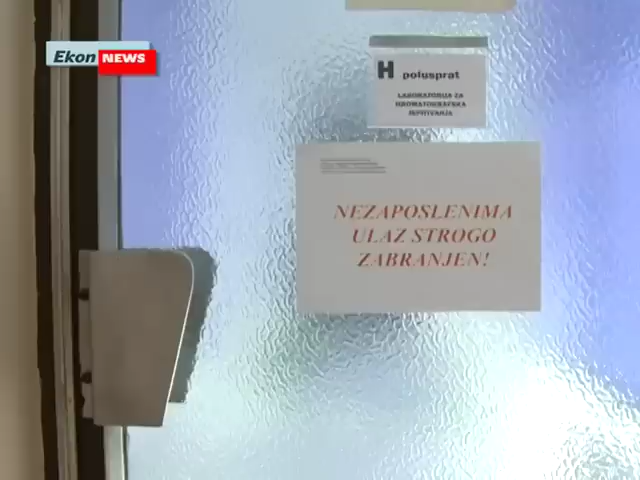 Ekon NEWS
H polusprat
LABORATORIJA ZA
HROMATOGRAFSKA
ISPITIVANJA
NEZAPOSLENIMA
ULAZ STROGO
ZABRANJEN!